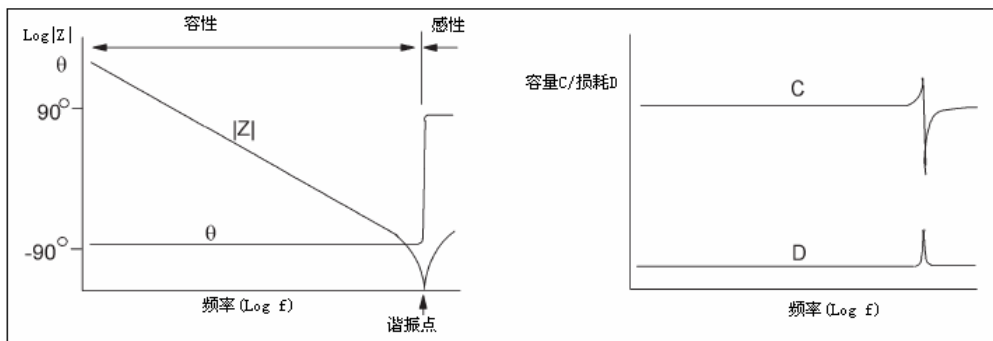 容性
感性
Log|Z|
θ
90°
|Z|
θ
-90°
频率(Log f)
谐振点
容量C/损耗D
C
D
频率(Log f)